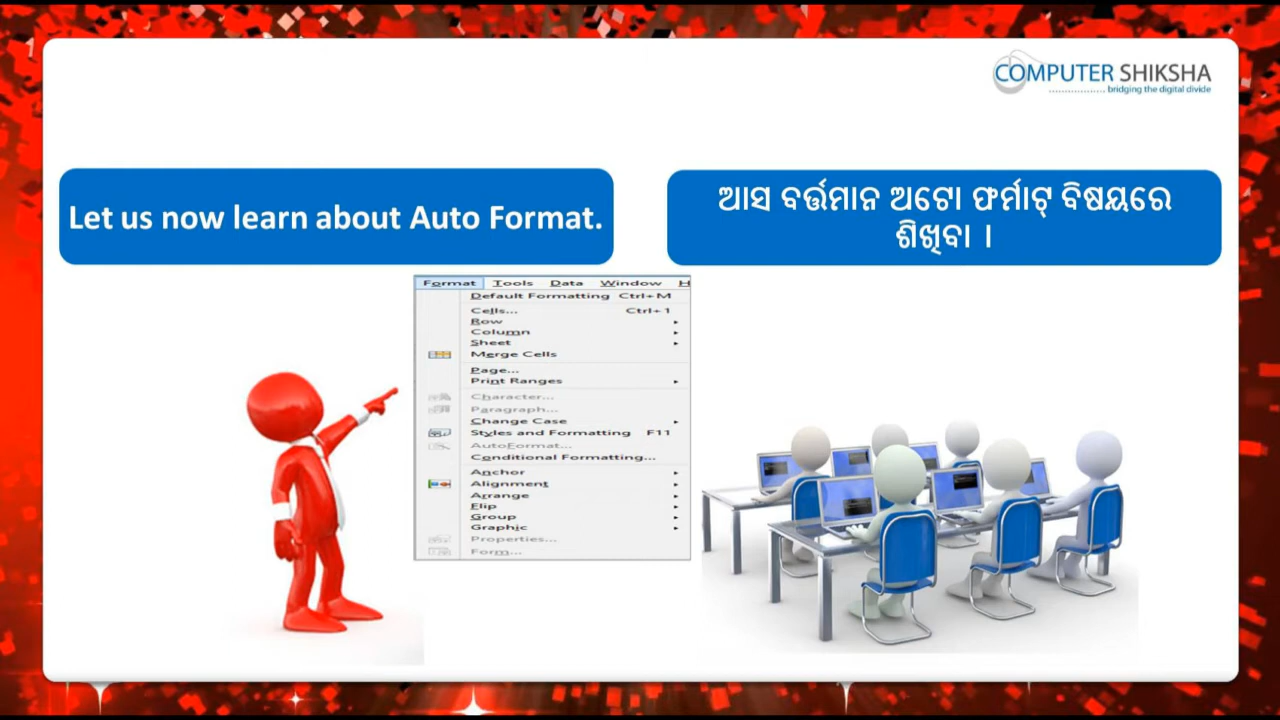 COMPUTER SHIKSHA
bridging the digital divide
Let us now learn about Auto Format.
ଆସ ବର୍ତ୍ତମାନ ଅଟୋ ଫର୍ମାଟ୍ ବିଷୟରେ
ଶିଖିବା ।
Format Tools Data Window H
Default Formatting Ctrl+M
Cells... Ctrl+1
Row
Column
Sheet
Merge Cells
Page...
Print Ranges
Character...
Paragraph...
Change Case
Styles and Formatting F11
AutoFormat...
Conditional Formatting...
Anchor
Alignment
Arrange
Flip
Group
Graphic
Properties...
Form...